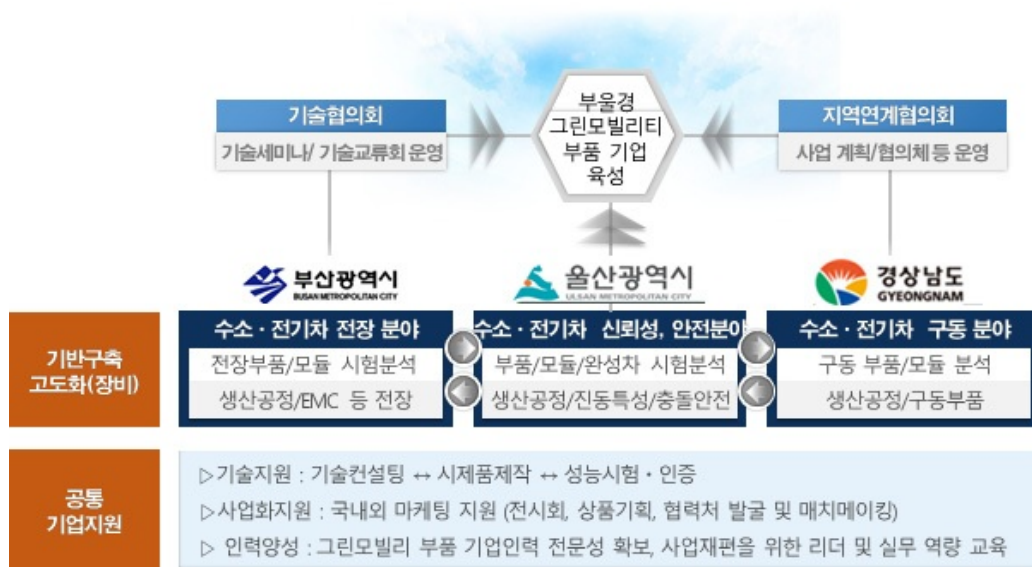 부울경
그린모빌리티
부품 기업
육성
기술협의회
기술세미나/ 기술교류회 운영
지역연계협의회
사업 계획/협의체 등 운영
부산광역시
BUSAN METROPOLITAN CITY
울산광역시
ULSAN METROPOLITAN CITY
경상남도
GYEONGNAM
기반구축
고도화(장비)
수소·전기차 전장 분야
전장부품/모듈 시험분석
생산공정/EMC 등 전장
수소·전기차 신뢰성, 안전분야
부품/모듈/완성차 시험분석
생산공정/진동특성/충돌안전
수소·전기차 구동 분야
구동 부품/모듈 분석
생산공정/구동부품
공통
기업지원
▷기술지원 : 기술컨설팅 ↔ 시제품제작 ↔ 성능시험·인증
▷사업화지원 : 국내외 마케팅 지원 (전시회, 상품기획, 협력처 발굴 및 매치메이킹)
▷ 인력양성 : 그린모빌리 부품 기업인력 전문성 확보, 사업재편을 위한 리더 및 실무 역량 교육